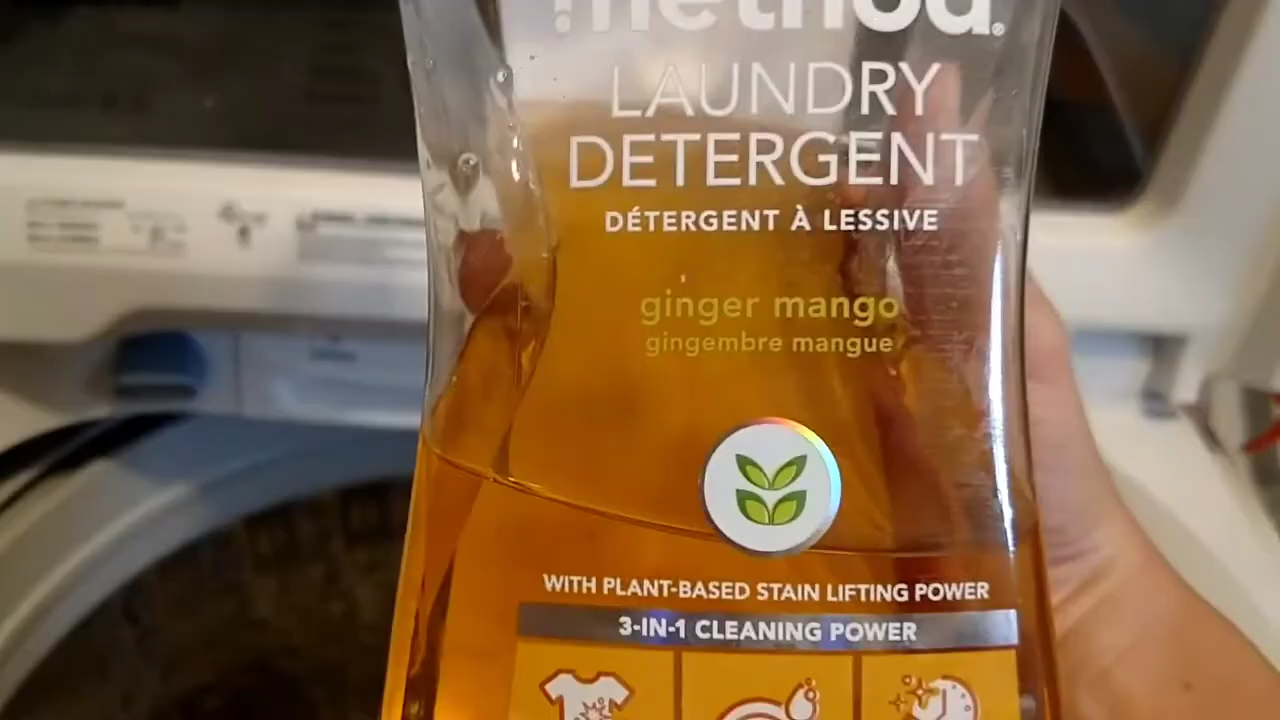 method®
LAUNDRY
DETERGENT
DÉTERGENT À LESSIVE
ginger mango
gingembre mangue
WITH PLANT-BASED STAIN LIFTING POWER
3-IN-1 CLEANING POWER